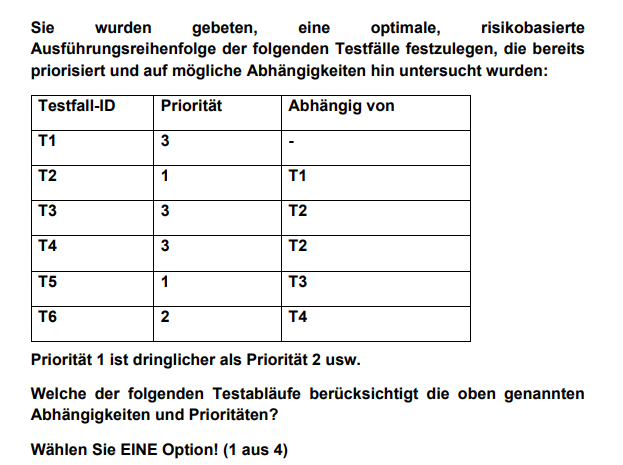 Sie wurden gebeten, eine optimale, risikobasierte
Ausführungsreihenfolge der folgenden Testfälle festzulegen, die bereits
priorisiert und auf mögliche Abhängigkeiten hin untersucht wurden:
Testfall-ID Priorität Abhängig von
T1 3 -
T2 1 T1
T3 3 T2
T4 3 T2
T5 1 T3
T6 2 T4
Priorität 1 ist dringlicher als Priorität 2 usw.
Welche der folgenden Testabläufe berücksichtigt die oben genannten
Abhängigkeiten und Prioritäten?
Wählen Sie EINE Option! (1 aus 4)